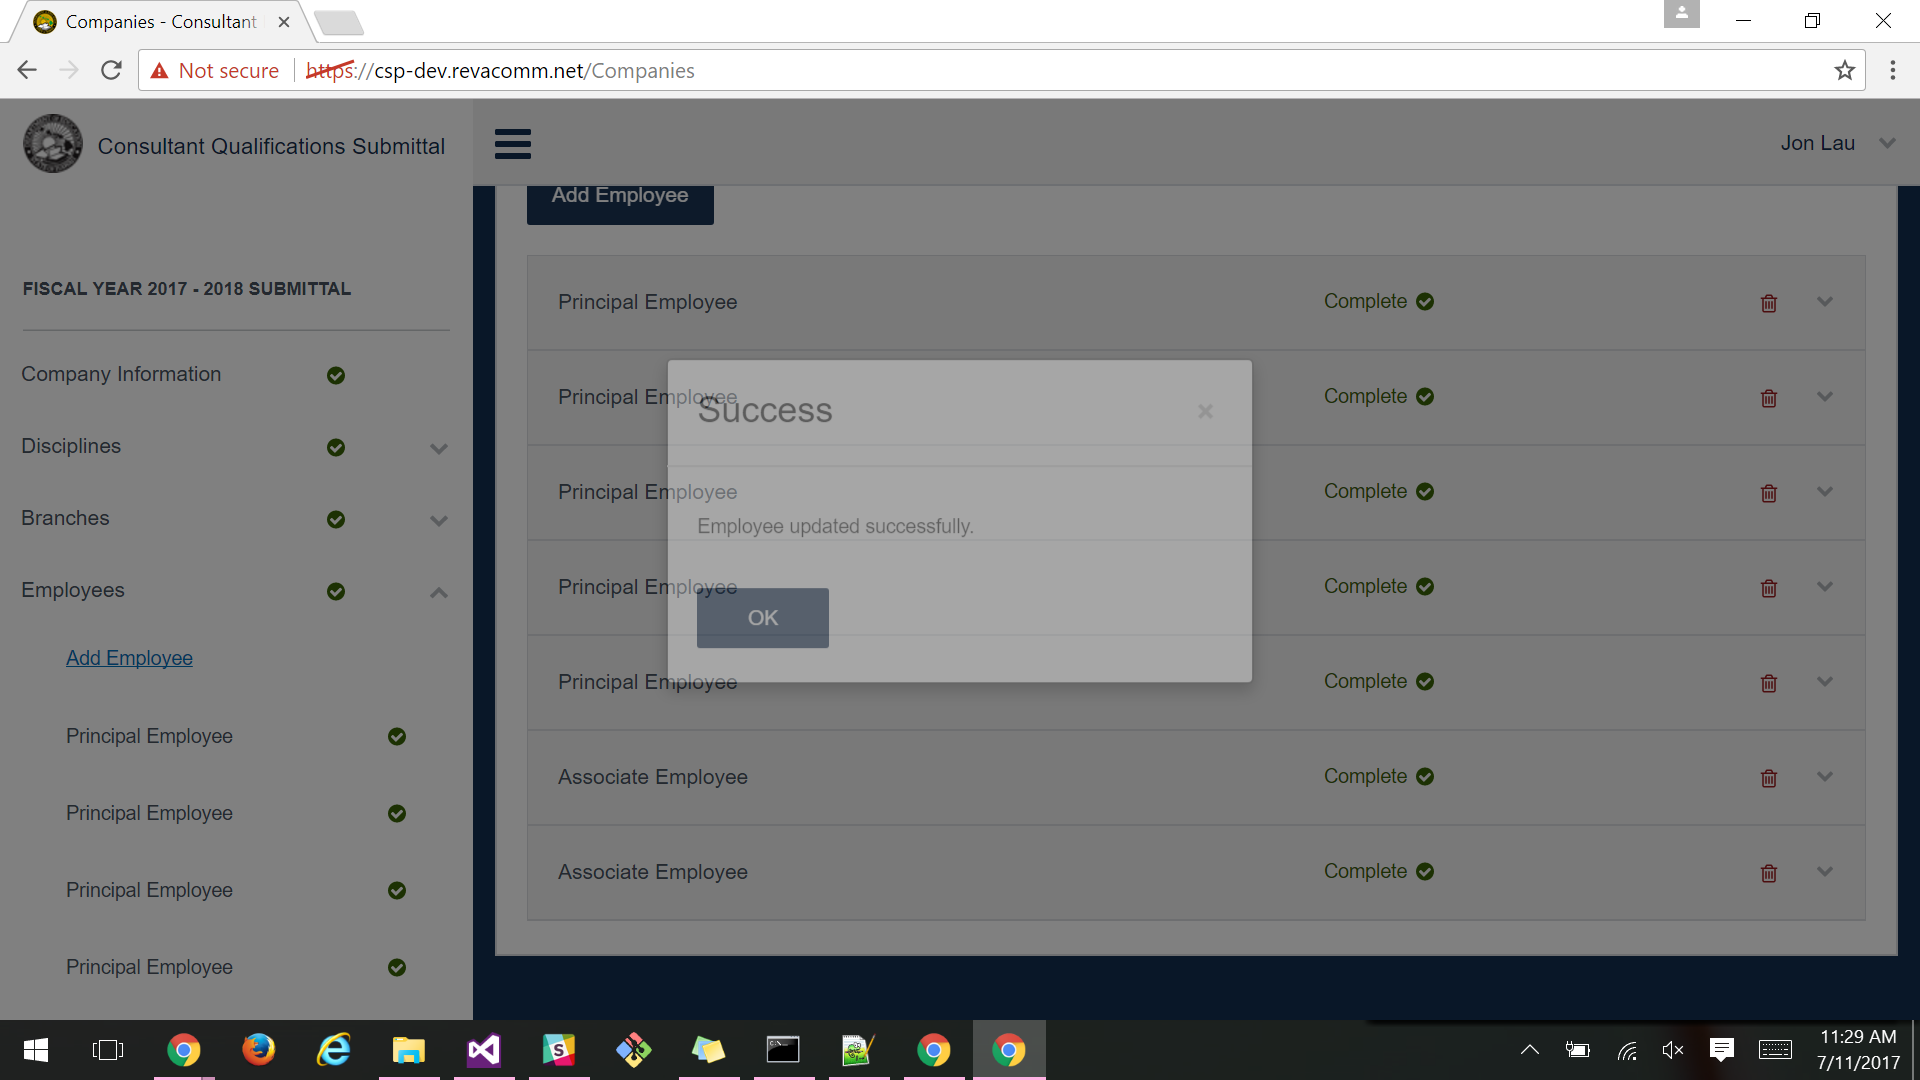 Companies - Consultant
Not secure
https://csp-dev.revacomm.net/Companies
Consultant Qualifications Submittal
Jon Lau
Add Employee
FISCAL YEAR 2017 - 2018 SUBMITTAL
Company Information
Disciplines
Branches
Employees
Add Employee
Principal Employee
Principal Employee
Principal Employee
Principal Employee
Principal Employee Complete
Principal Employee Complete
Principal Employee Complete
Principal Employee Complete
Principal Employee Complete
Associate Employee Complete
Associate Employee Complete
Success
×
Employee updated successfully.
OK
11:29 AM
7/11/2017